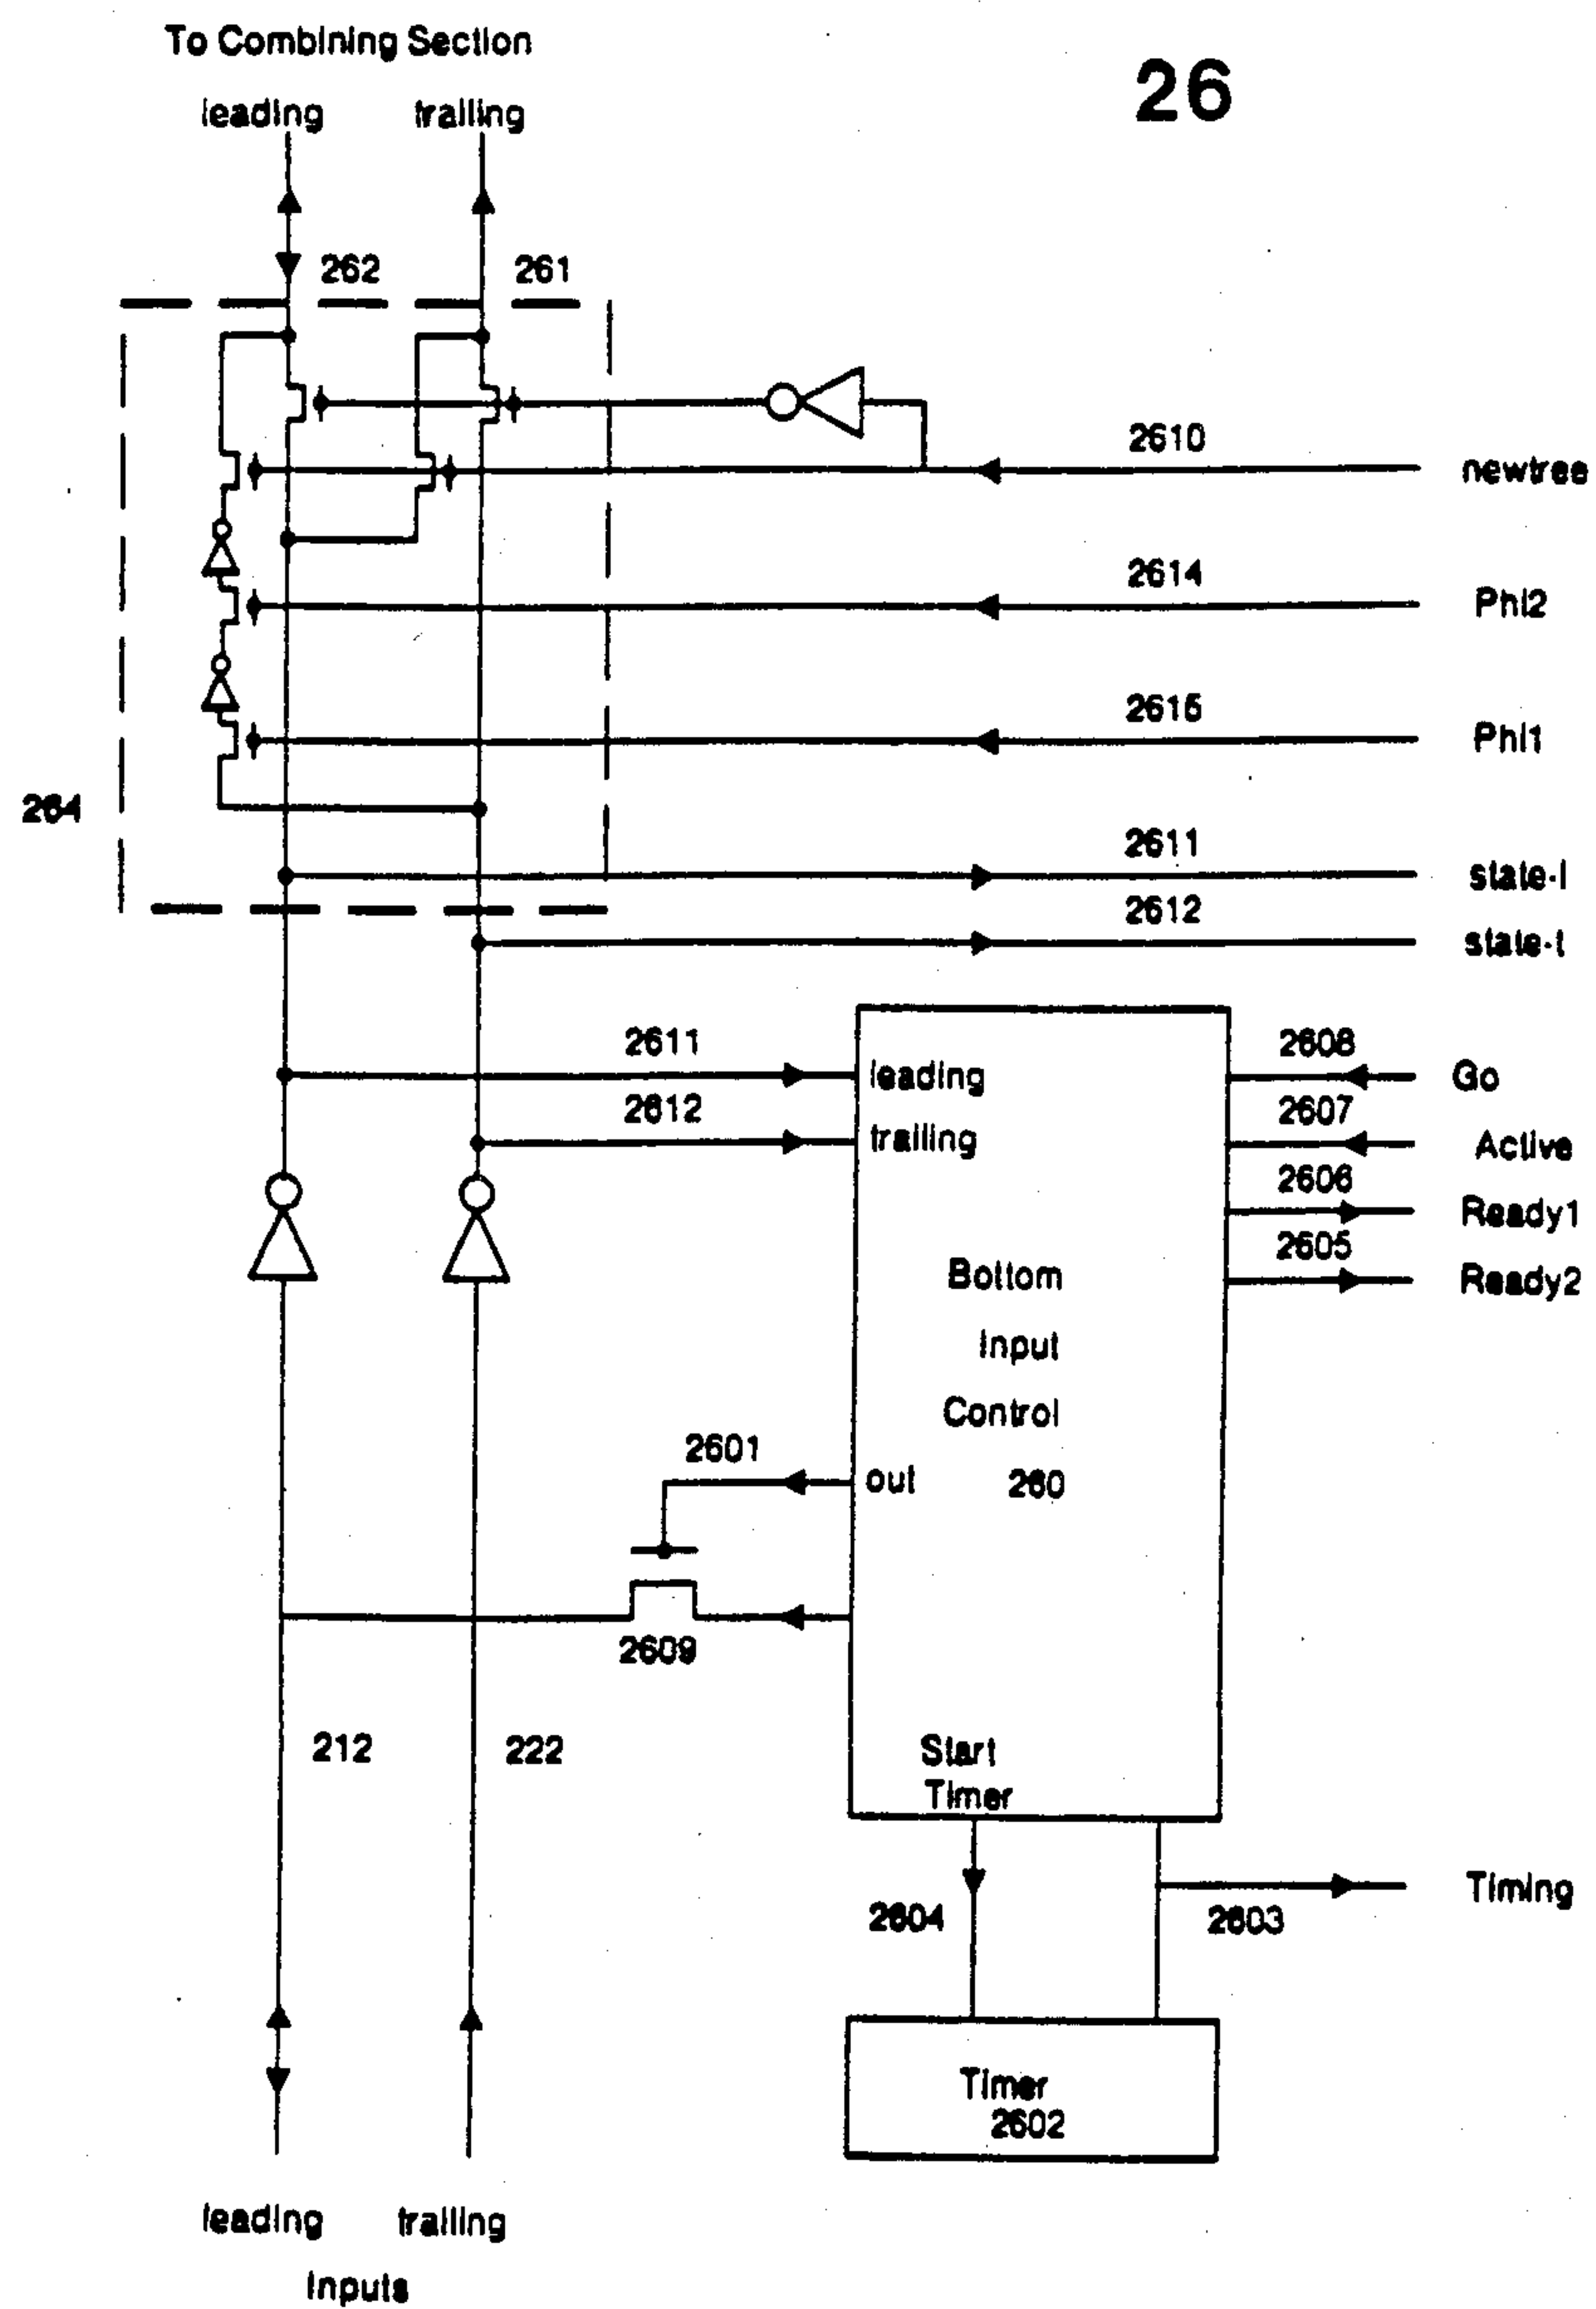 To Combining Section
26
leading trailing
262 261
2610
newtree
2614
Phi2
2615
Phi1
264
2611
state-l
2612
state-t
2611
leading
2608
Go
2612
trailing
2607
Active
2606
Ready1
2605
Ready2
Bottom
Input
Control
260
2601
out
2609
212 222
Start
Timer
2604
2603
Timing
Timer
2602
leading trailing
Inputs